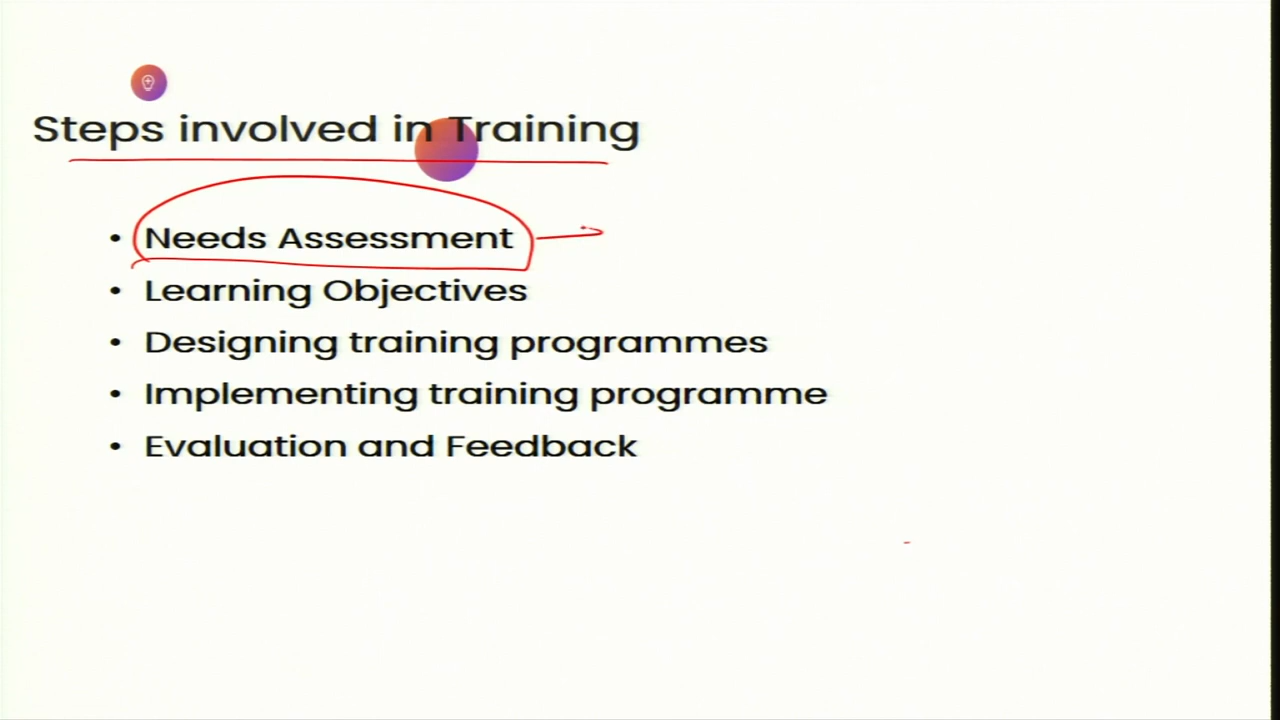 Steps involved in Training
• Needs Assessment
• Learning Objectives
• Designing training programmes
• Implementing training programme
• Evaluation and Feedback